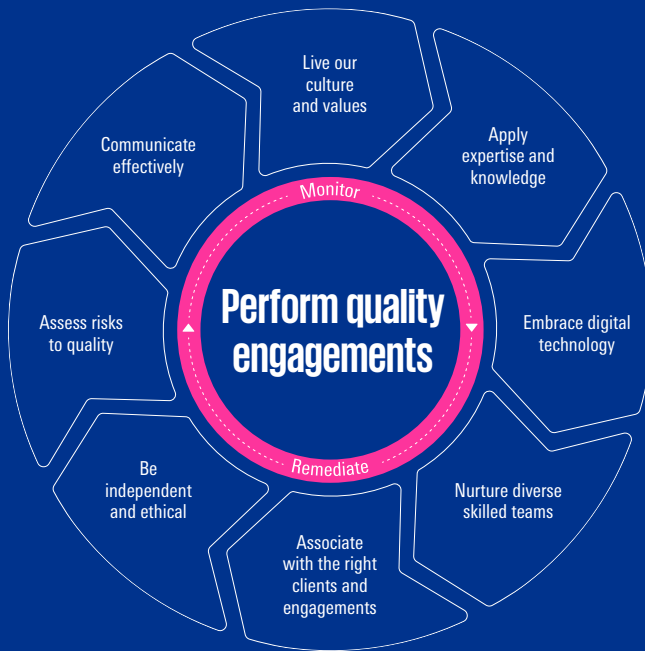 Live our
culture
and values
Apply
expertise and
knowledge
Embrace digital
technology
Nurture diverse
skilled teams
Associate
with the right
clients and
engagements
Be
independent
and ethical
Assess risks
to quality
Communicate
effectively
Monitor
Perform quality
engagements
Remediate